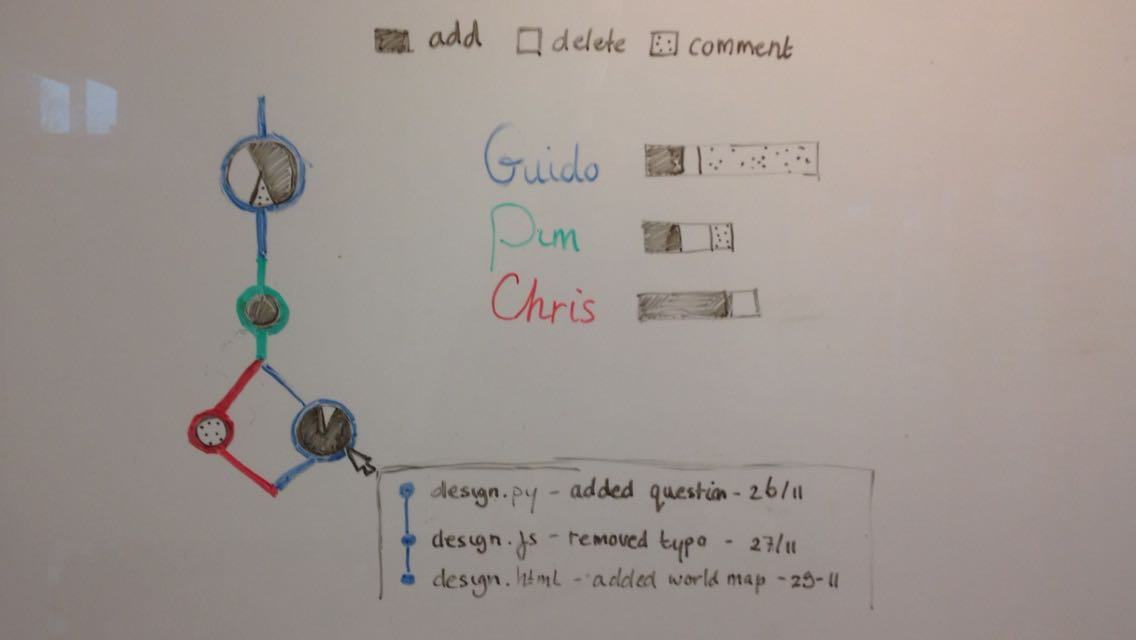 add delete comment
Guido
Pim
Chris
design.py - added question - 26/11
design.js - removed typo - 27/11
design.html - added world map - 29-11